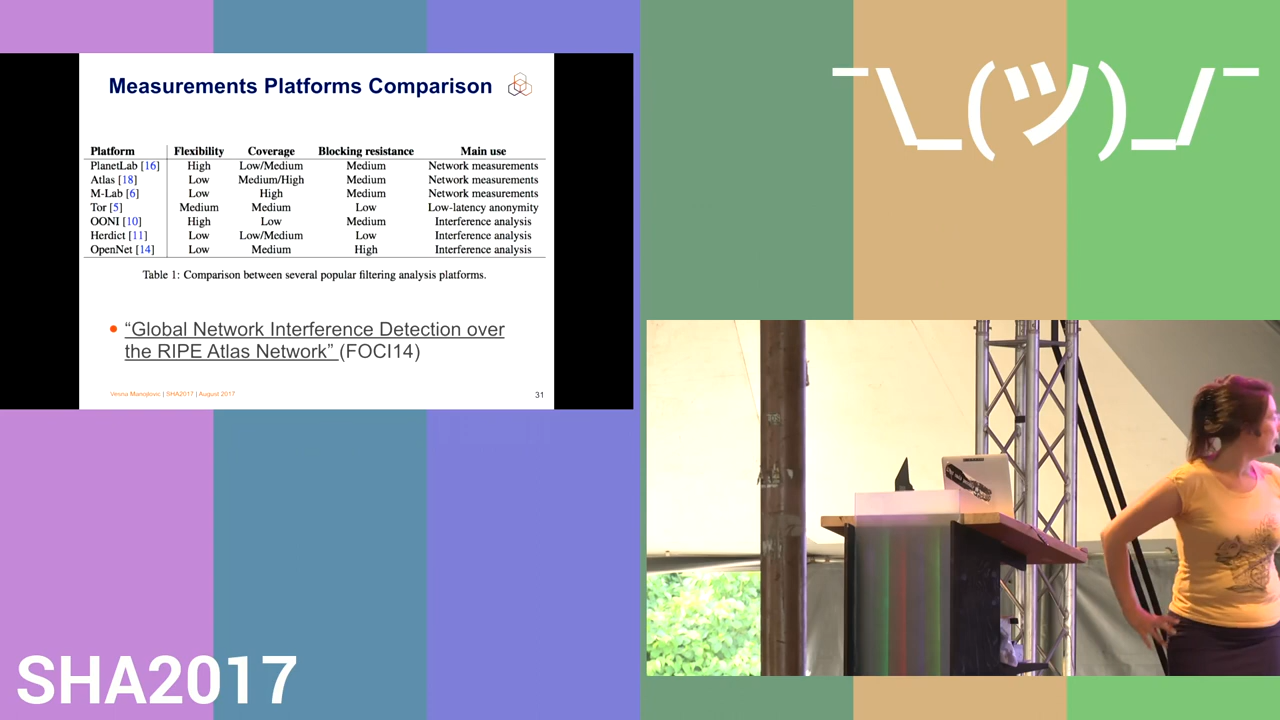 Measurements Platforms Comparison
Platform Flexibility Coverage Blocking resistance Main use
PlanetLab [16] High Low/Medium Medium Network measurements
Atlas [18] Low Medium/High Medium Network measurements
M-Lab [6] Low High Medium Network measurements
Tor [5] Medium Medium Low Low-latency anonymity
OONI [10] High Low Medium Interference analysis
Herdict [11] Low Low/Medium Low Interference analysis
OpenNet [14] Low Medium High Interference analysis
Table 1: Comparison between several popular filtering analysis platforms.
• “Global Network Interference Detection over
the RIPE Atlas Network” (FOCI14)
Vesna Manojlovic | SHA2017 | August 2017
31
¯\_(ツ)_/¯
SHA2017